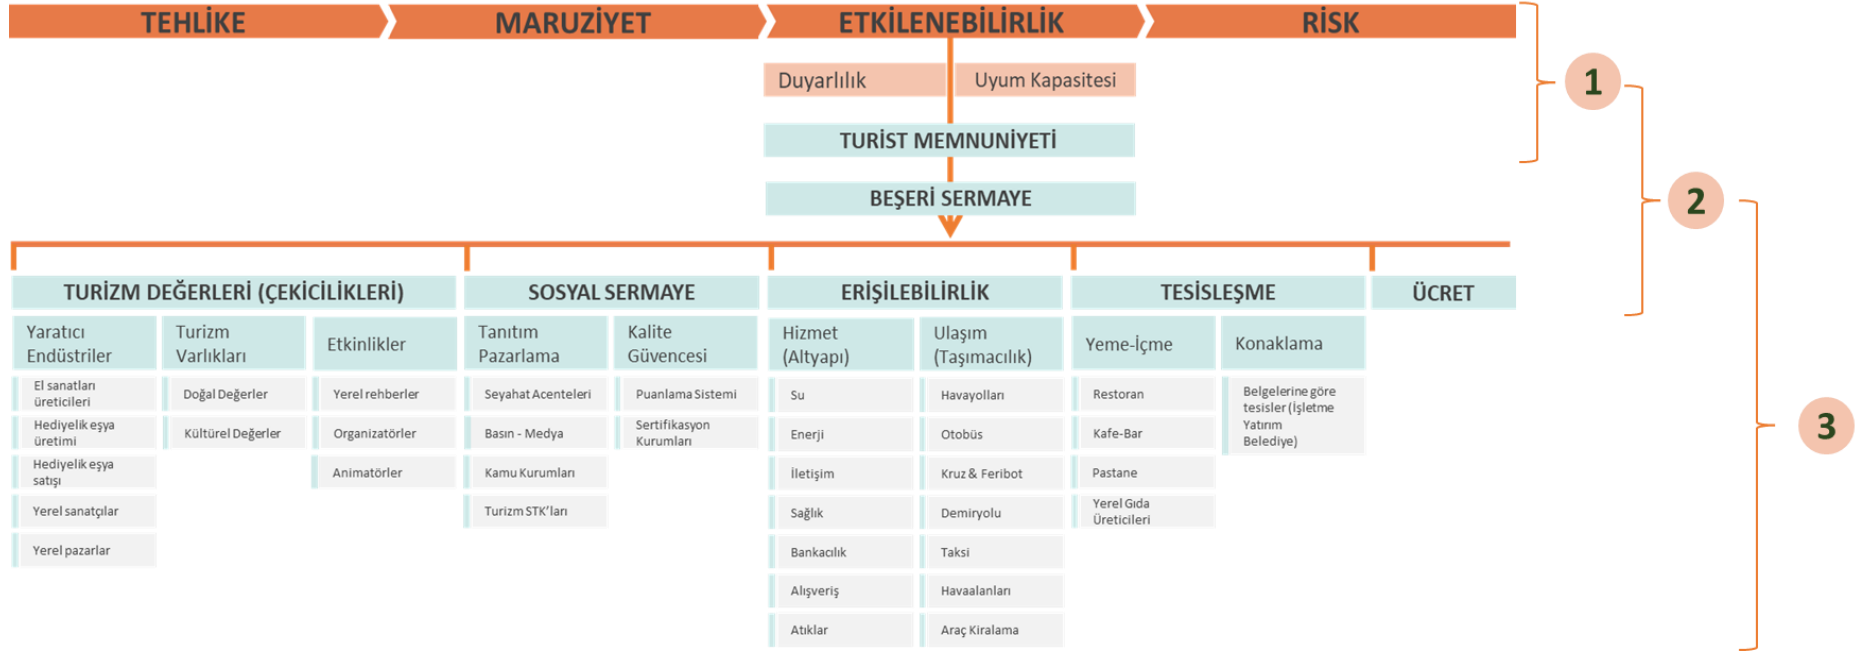 TEHLİKE
MARUZİYET
ETKİLENEBİLİRLİK
RİSK
Duyarlılık
Uyum Kapasitesi
TURİST MEMNUNİYETİ
BEŞERİ SERMAYE
1
2
3
TURİZM DEĞERLERİ (ÇEKİCİLİKLERİ)
SOSYAL SERMAYE
ERİŞİLEBİLİRLİK
TESİSLEŞME
ÜCRET
Yaratıcı
Endüstriler
El sanatları
üreticileri
Hediyelik eşya
üretimi
Hediyelik eşya
satışı
Yerel sanatçılar
Yerel pazarlar
Turizm
Varlıkları
Doğal Değerler
Kültürel Değerler
Etkinlikler
Yerel rehberler
Organizatörler
Animatörler
Tanıtım
Pazarlama
Seyahat Acenteleri
Basın - Medya
Kamu Kurumları
Turizm STK'ları
Kalite
Güvencesi
Puanlama Sistemi
Sertifikasyon
Kurumları
Hizmet
(Altyapı)
Su
Enerji
İletişim
Sağlık
Bankacılık
Alışveriş
Atıklar
Ulaşım
(Taşımacılık)
Havayolları
Otobüs
Kruz & Feribot
Demiryolu
Taksi
Havaalanları
Araç Kiralama
Yeme-İçme
Restoran
Kafe-Bar
Pastane
Yerel Gıda
Üreticileri
Konaklama
Belgelerine göre
tesisler (İşletme
Yatırım
Belediye)